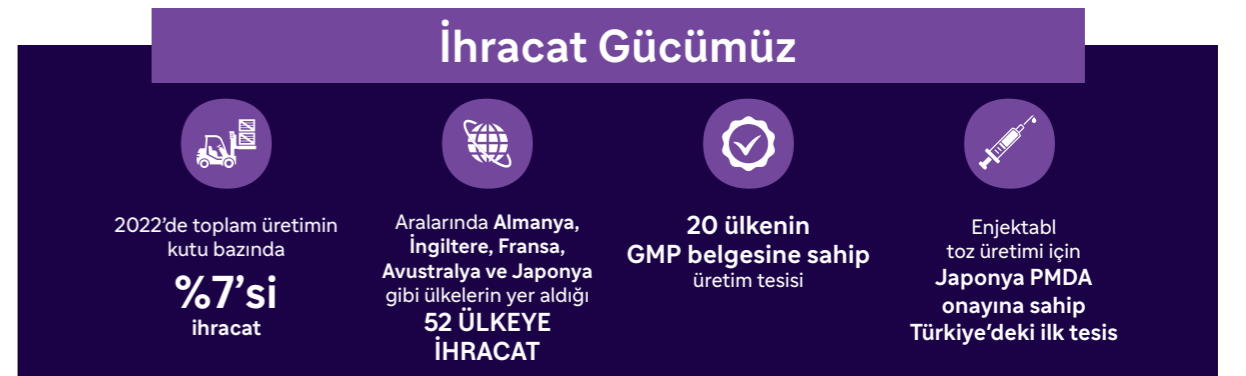 İhracat Gücümüz
2022’de toplam üretimin
kutu bazında
%7’si
ihracat
Aralarında Almanya,
İngiltere, Fransa,
Avustralya ve Japonya
gibi ülkelerin yer aldığı
52 ÜLKEYE
İHRACAT
20 ülkenin
GMP belgesine sahip
üretim tesisi
Enjektabl
toz üretimi için
Japonya PMDA
onayına sahip
Türkiye’deki ilk tesis